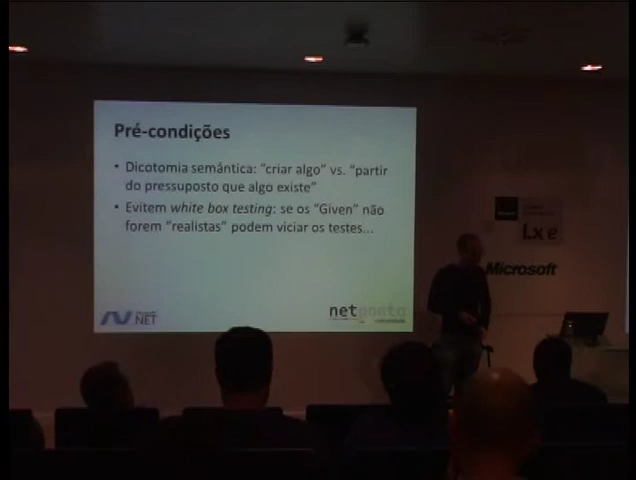 Pré-condições
• Dicotomia semântica: “criar algo” vs. “partir
do pressuposto que algo existe”
• Evitem white box testing: se os “Given” não
forem “realistas” podem viciar os testes...
NET
netponto
Lxe
Microsoft